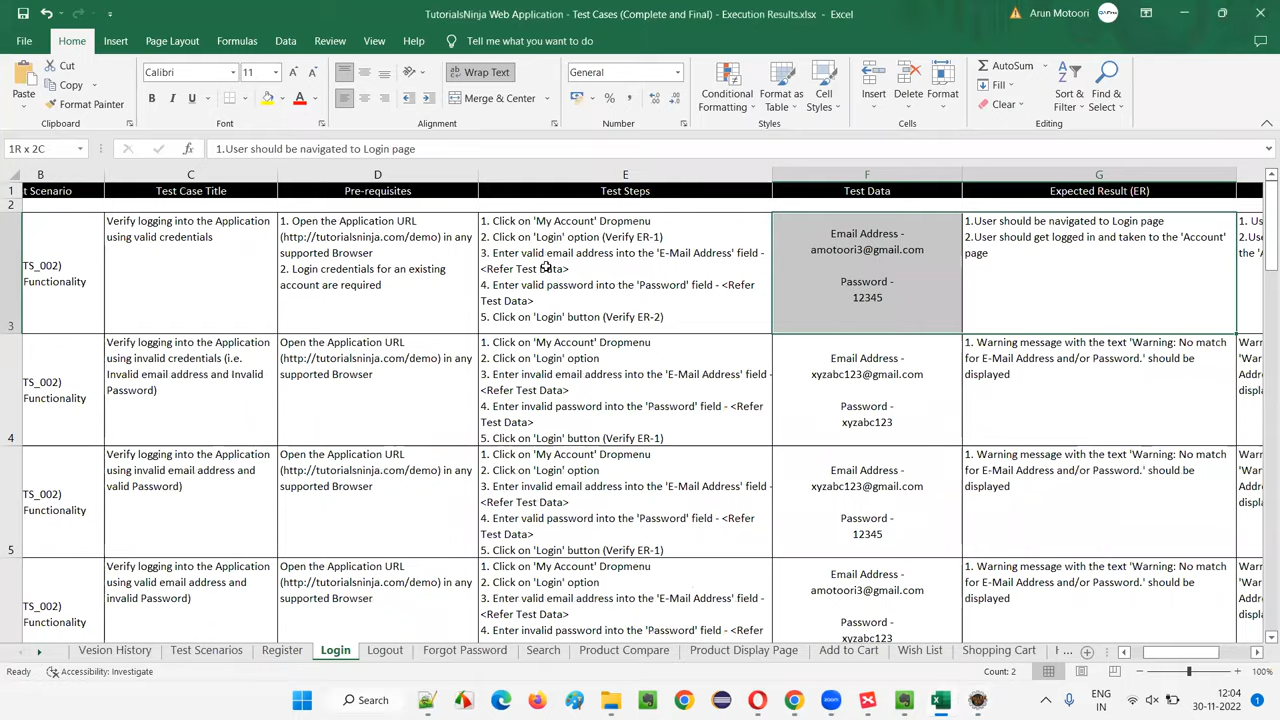 TutorialsNinja Web Application - Test Cases (Complete and Final) - Execution Results.xlsx - Excel
Arun Motoori
File Home Insert Page Layout Formulas Data Review View Help Tell me what you want to do
Paste
Cut
Copy
Format Painter
Clipboard
Calibri 11
B I U
Font
Wrap Text
Merge & Center
Alignment
General
Number
Conditional Formatting
Format as Table
Cell Styles
Styles
Insert Delete Format
Cells
AutoSum
Fill
Clear
Sort & Filter
Find & Select
Editing
1R x 2C
1.User should be navigated to Login page
B C D E F G
1 t Scenario Test Case Title Pre-requisites Test Steps Test Data Expected Result (ER)
2
3
TS_002)
Functionality
Verify logging into the Application
using valid credentials
1. Open the Application URL
(http://tutorialsninja.com/demo) in any
supported Browser
2. Login credentials for an existing
account are required
1. Click on 'My Account' Dropmenu
2. Click on 'Login' option (Verify ER-1)
3. Enter valid email address into the 'E-Mail Address' field -
<Refer Test Data>
4. Enter valid password into the 'Password' field - <Refer
Test Data>
5. Click on 'Login' button (Verify ER-2)
Email Address -
amotoori3@gmail.com
Password -
12345
1.User should be navigated to Login page
2.User should get logged in and taken to the 'Account'
page
1. Us
2.Use
the 'A
4
TS_002)
Functionality
Verify logging into the Application
using invalid credentials (i.e.
Invalid email address and Invalid
Password)
Open the Application URL
(http://tutorialsninja.com/demo) in any
supported Browser
1. Click on 'My Account' Dropmenu
2. Click on 'Login' option
3. Enter invalid email address into the 'E-Mail Address' field -
<Refer Test Data>
4. Enter invalid password into the 'Password' field - <Refer
Test Data>
5. Click on 'Login' button (Verify ER-1)
Email Address -
xyzabc123@gmail.com
Password -
xyzabc123
1. Warning message with the text 'Warning: No match
for E-Mail Address and/or Password.' should be
displayed
5
TS_002)
Functionality
Verify logging into the Application
using invalid email address and
valid Password)
Open the Application URL
(http://tutorialsninja.com/demo) in any
supported Browser
1. Click on 'My Account' Dropmenu
2. Click on 'Login' option
3. Enter invalid email address into the 'E-Mail Address' field -
<Refer Test Data>
4. Enter valid password into the 'Password' field - <Refer
Test Data>
5. Click on 'Login' button (Verify ER-1)
Email Address -
xyzabc123@gmail.com
Password -
12345
1. Warning message with the text 'Warning: No match
for E-Mail Address and/or Password.' should be
displayed
TS_002)
Functionality
Verify logging into the Application
using valid email address and
invalid Password)
Open the Application URL
(http://tutorialsninja.com/demo) in any
supported Browser
1. Click on 'My Account' Dropmenu
2. Click on 'Login' option
3. Enter valid email address into the 'E-Mail Address' field -
<Refer Test Data>
4. Enter invalid password into the 'Password' field - <Refer
Email Address -
amotoori3@gmail.com
Password -
xyzabc123
1. Warning message with the text 'Warning: No match
for E-Mail Address and/or Password.' should be
displayed
Vesion History Test Scenarios Register Login Logout Forgot Password Search Product Compare Product Display Page Add to Cart Wish List Shopping Cart
Ready Accessibility: Investigate Count: 2 100%
Search
ENG
IN
12:04
30-11-2022